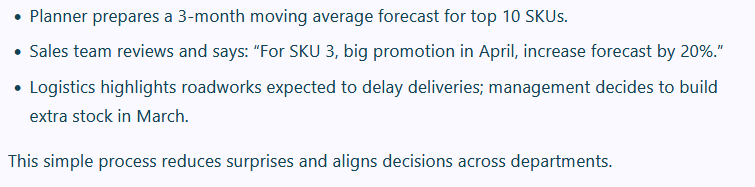 • Planner prepares a 3-month moving average forecast for top 10 SKUs.
• Sales team reviews and says: “For SKU 3, big promotion in April, increase forecast by 20%.”
• Logistics highlights roadworks expected to delay deliveries; management decides to build
extra stock in March.
This simple process reduces surprises and aligns decisions across departments.